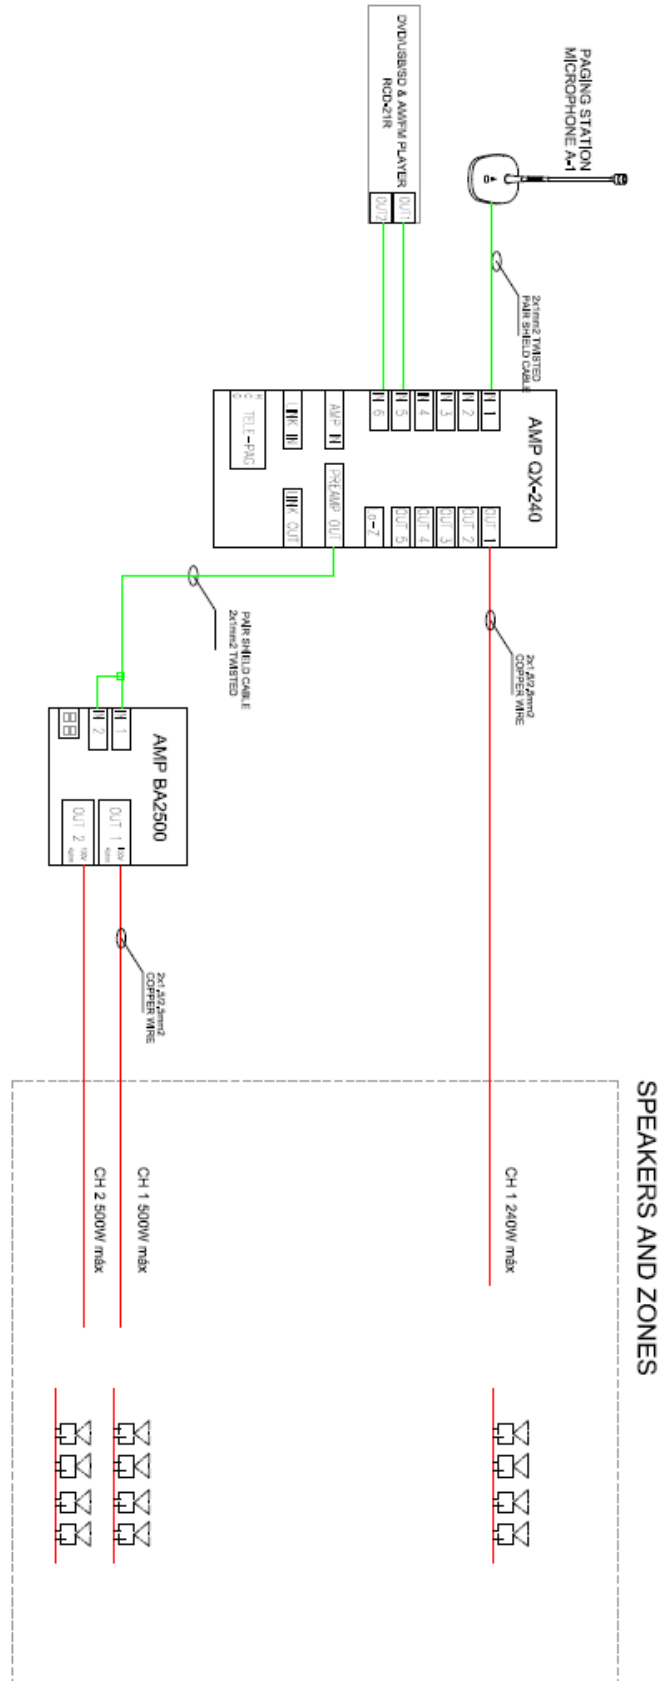 PAGING STATION
MICROPHONE A-1
DVD/USB/SD & AM/FM PLAYER
RCD-21R
OUT1
OUT2
2x1mm2 TWISTED
PAIR SHIELD CABLE
AMP QX-240
IN 1
IN 2
IN 3
IN 4
IN 5
IN 6
AMP IN
LINK IN
TELE-PAG
OUT 1
OUT 2
OUT 3
OUT 4
OUT 5
Lo-Z
PREAMP OUT
LINK OUT
PAIR SHIELD CABLE
2x1mm2 TWISTED
2x1,5/2,5mm2
COPPER WIRE
AMP BA2500
IN 1
IN 2
OUT 1
100V
OUT 2
100V
2x1,5/2,5mm2
COPPER WIRE
SPEAKERS AND ZONES
CH 1 240W máx
CH 1 500W máx
CH 2 500W máx